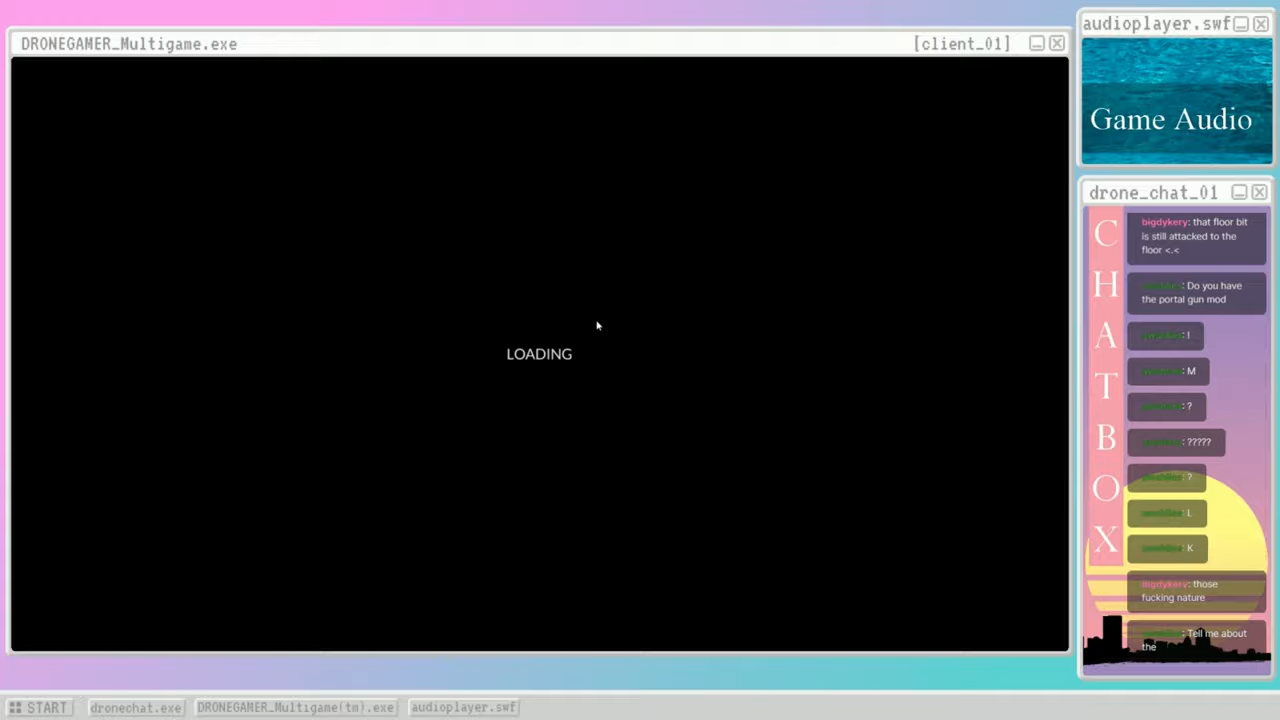 DRONEGAMER_Multigame.exe
[client_01]
LOADING
audioplayer.swf
Game Audio
drone_chat_01
CHATBOX
bigdykery: that floor bit
is still attacked to the
floor <.<
: Do you have
the portal gun mod
: !
: M
: ?
: ?????
: ?
: L
: K
bigdykery: those
fucking nature
: Tell me about
the
START
dronechat.exe
DRONEGAMER_Multigame(tm).exe
audioplayer.swf